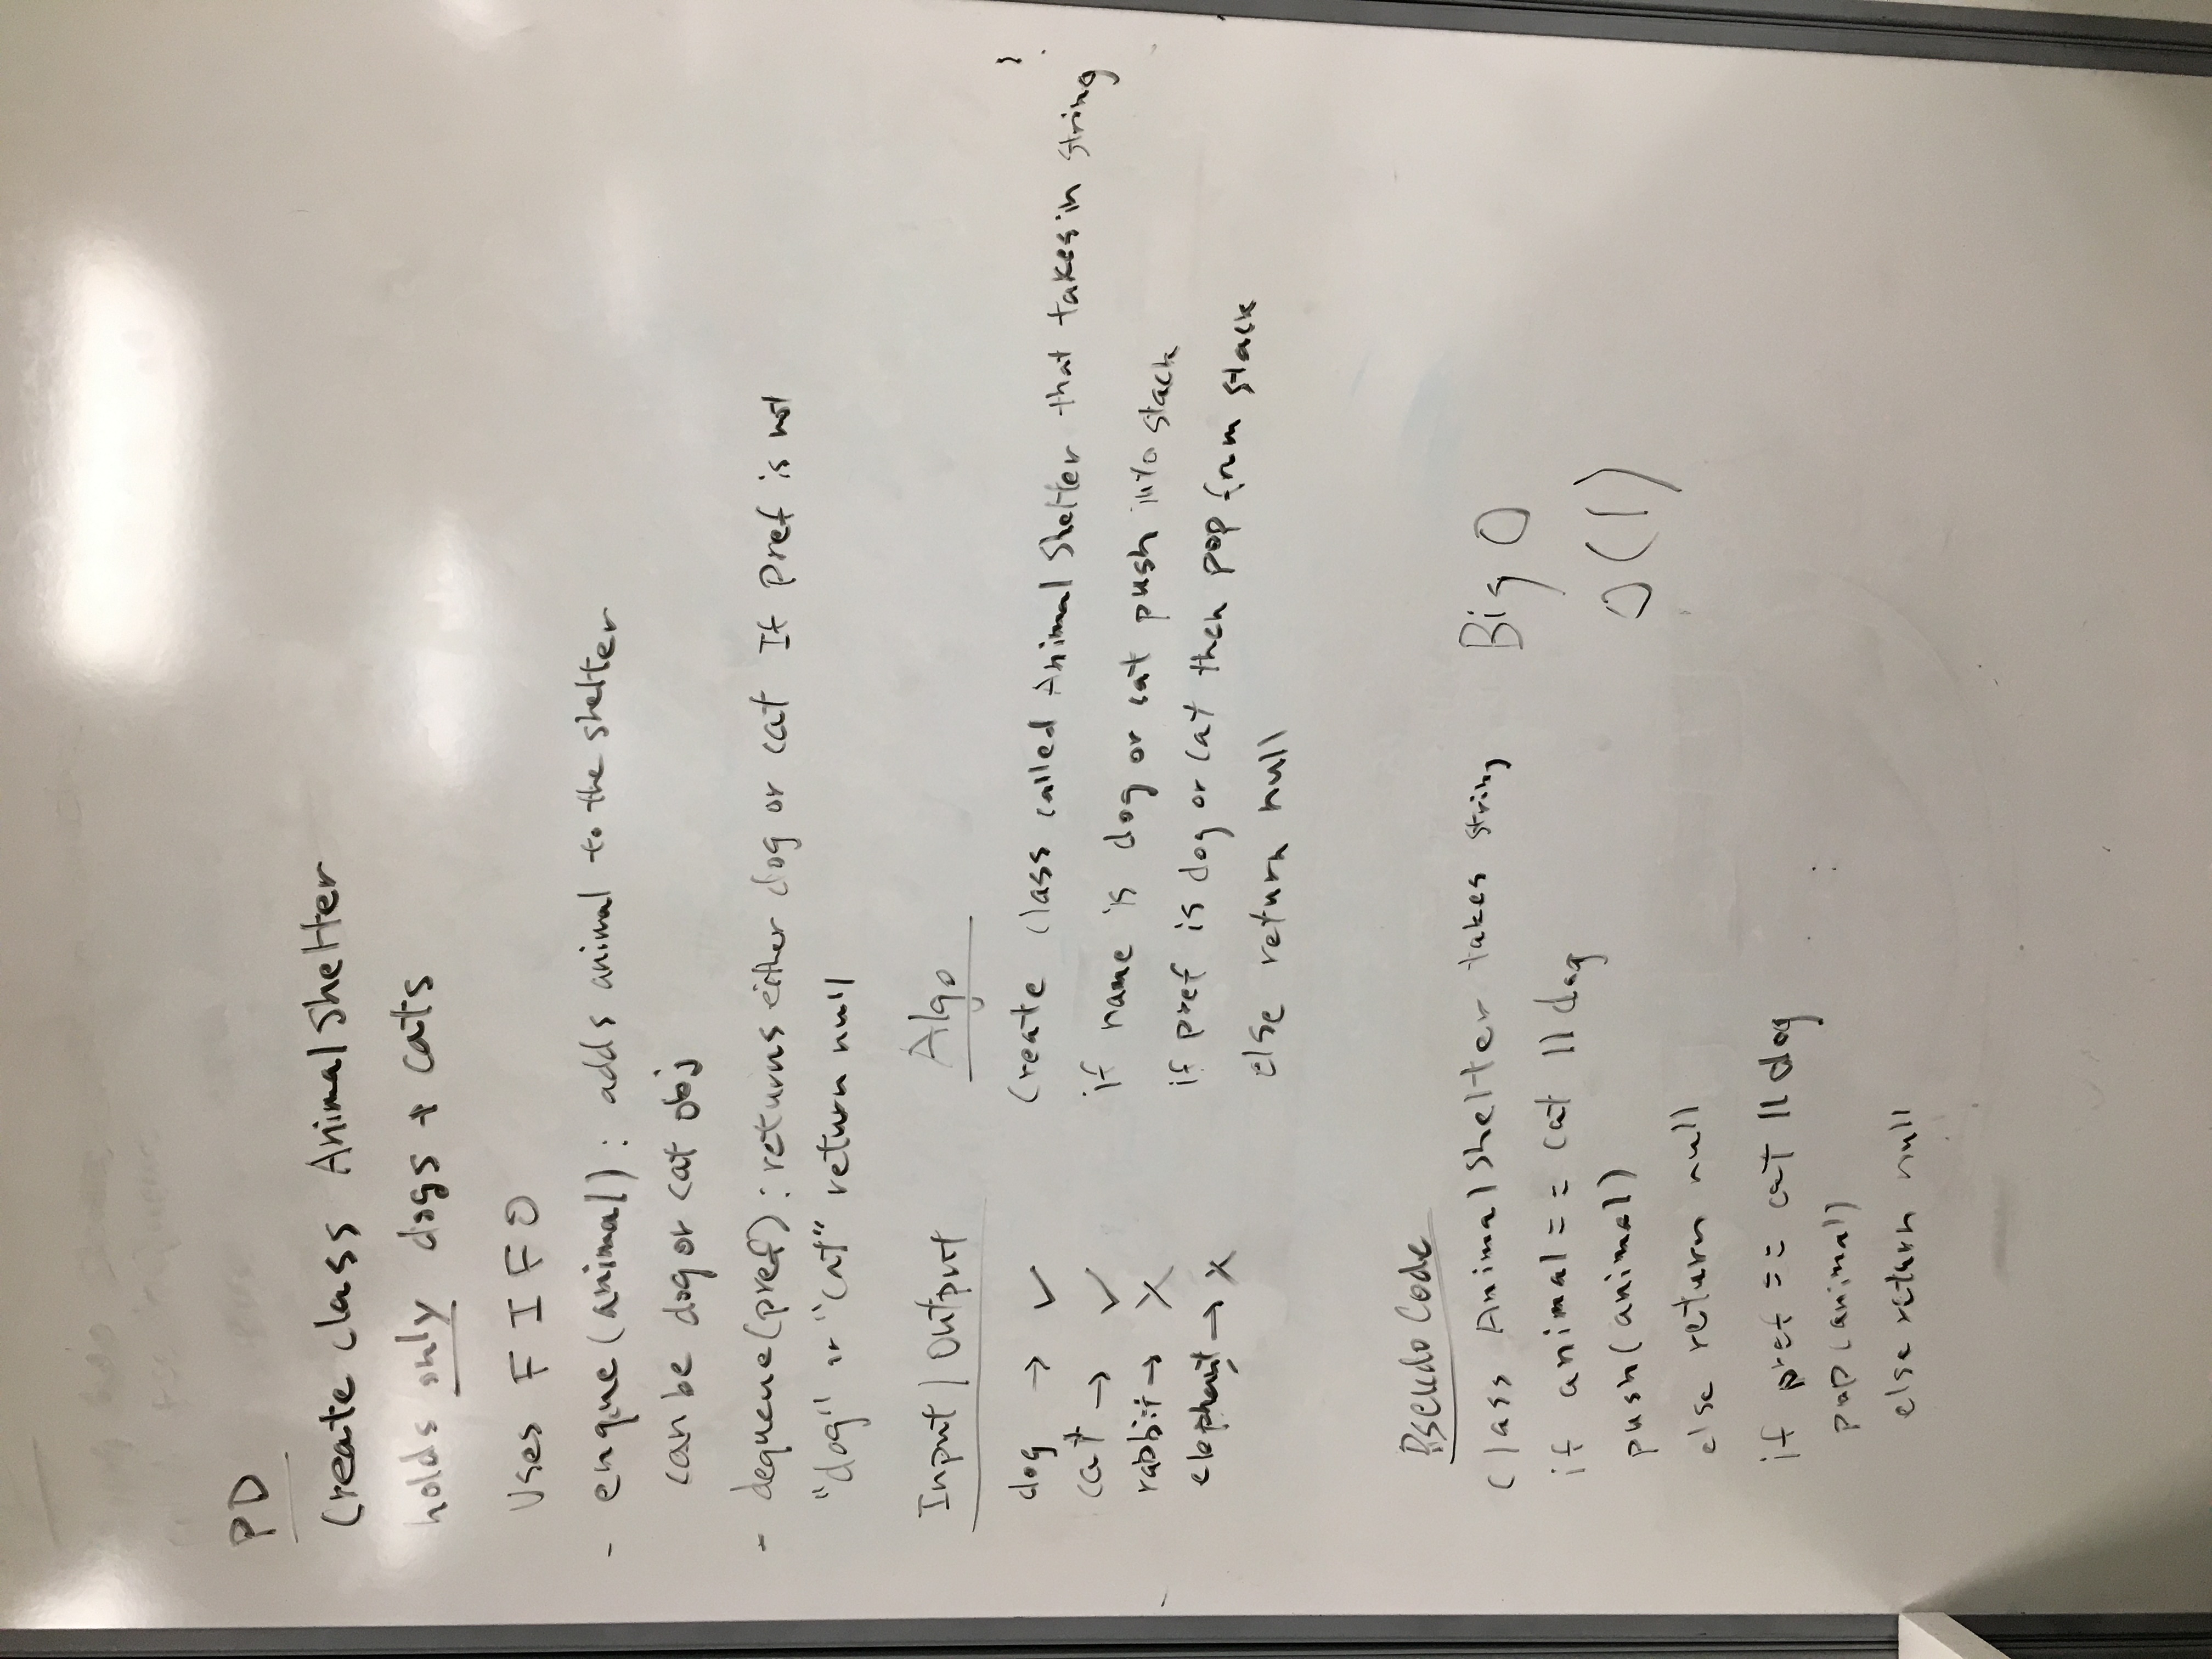 PD
Create class AnimalShelter
holds only dogs + cats
Uses FIFO
- enque(animal): adds animal to the shelter
can be dog or cat obj
- dequeue(pref): returns either dog or cat If pref is not
"dog" or "cat" return null
Input / Output
dog → ✓
cat → ✓
rabbit → X
elephant → X
Algo
Create class called Animal Shelter that takes in string
if name is dog or cat push into stack
if pref is dog or cat then pop from stack
else return null
Pseudo Code
Class AnimalShelter takes string
if animal == cat || dog
push(animal)
else return null
if pref == cat || dog
pop(animal)
else return null
Big O
O(1)